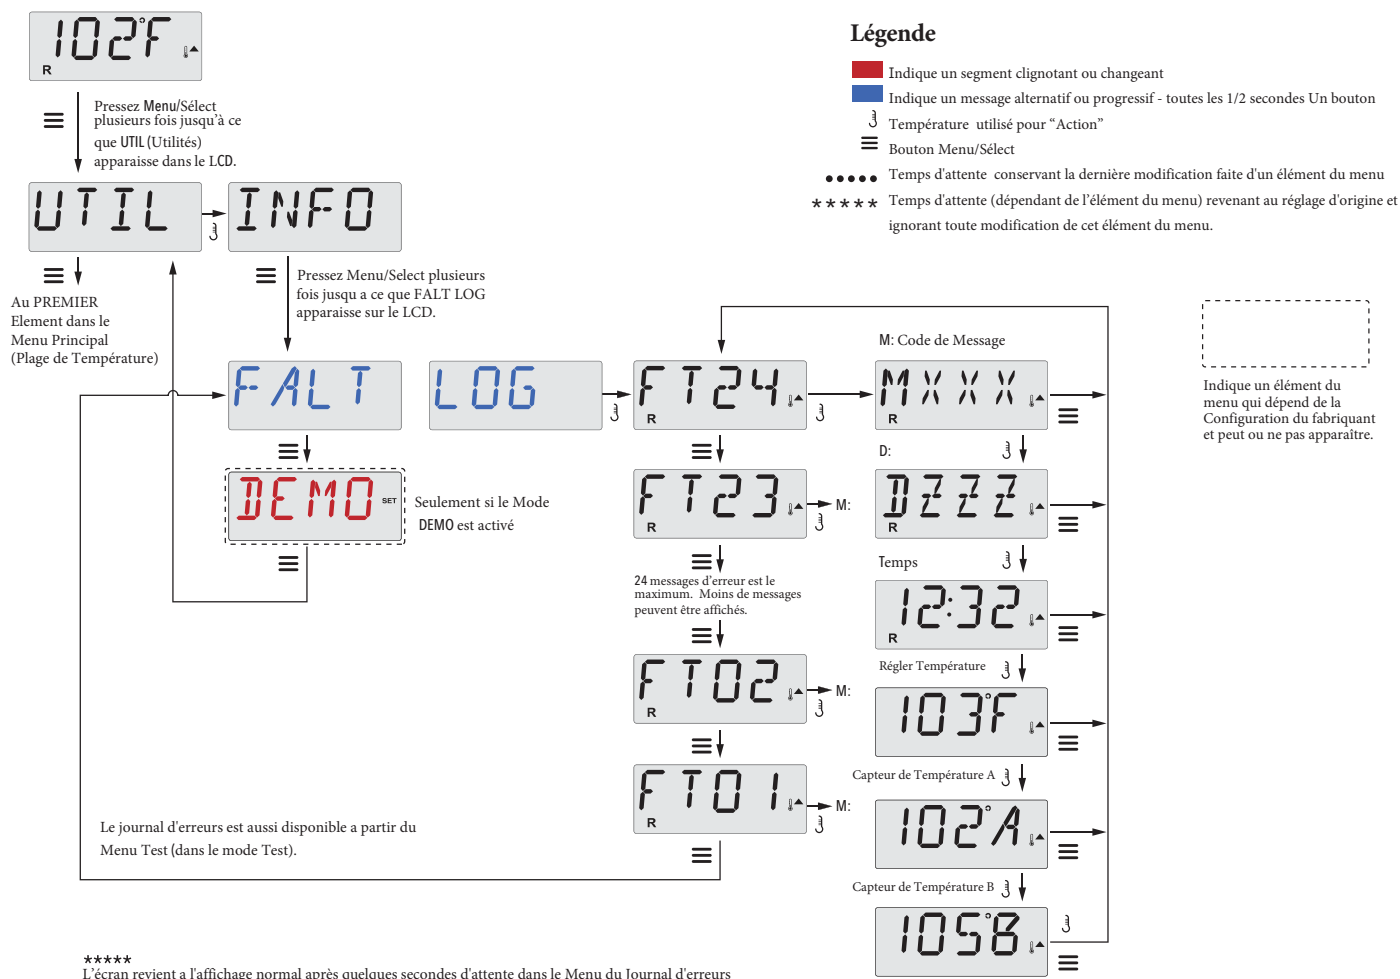 102°F
R
Pressez Menu/Sélect
plusieurs fois jusqu'à ce
que UTIL (Utilités)
apparaisse dans le LCD.
Légende
Indique un segment clignotant ou changeant
Indique un message alternatif ou progressif - toutes les 1/2 secondes Un bouton
Température utilisé pour “Action”
Bouton Menu/Sélect
••••• Temps d'attente conservant la dernière modification faite d'un élément du menu
***** Temps d'attente (dépendant de l'élément du menu) revenant au réglage d'origine et
ignorant toute modification de cet élément du menu.
UTIL
INFO
Au PREMIER
Element dans le
Menu Principal
(Plage de Température)
Pressez Menu/Select plusieurs
fois jusqu a ce que FALT LOG
apparaisse sur le LCD.
FALT
LOG
DEMO
SET
Seulement si le Mode
DEMO est activé
FT24
R
FT23
R
M:
24 messages d'erreur est le
maximum. Moins de messages
peuvent être affichés.
FT02
R
M:
FT01
R
M:
M: Code de Message
MXXX
R
D:
DZZZ
R
Temps
12:32
R
Régler Température
103°F
Capteur de Température A
102°A
Capteur de Température B
105°B
Indique un élément du
menu qui dépend de la
Configuration du fabriquant
et peut ou ne pas apparaître.
Le journal d'erreurs est aussi disponible a partir du
Menu Test (dans le mode Test).
*****
L'écran revient a l'affichage normal après quelques secondes d'attente dans le Menu du Journal d'erreurs